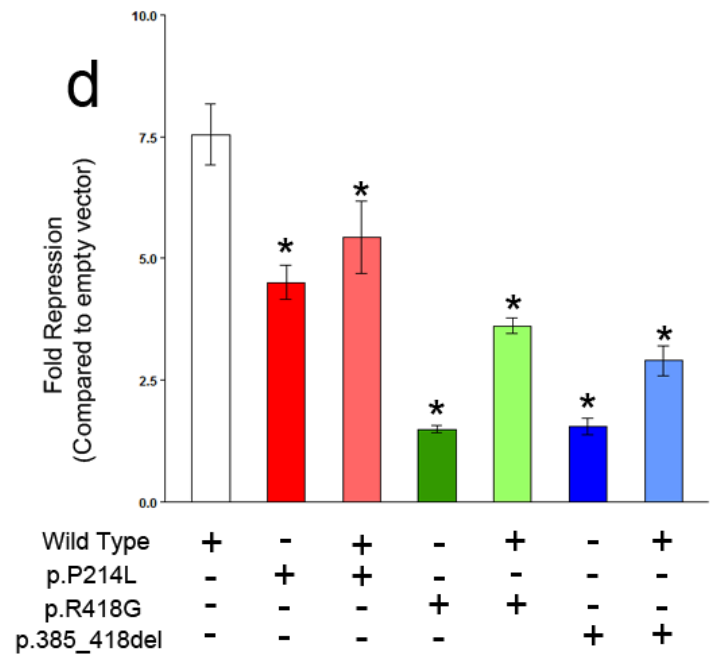 d
10.0
7.5
5.0
2.5
0.0
Fold Repression
(Compared to empty vector)
* * * * * *
Wild Type + - + - + - +
p.P214L - + + - - - -
p.R418G - - - + + - -
p.385_418del - - - - + +